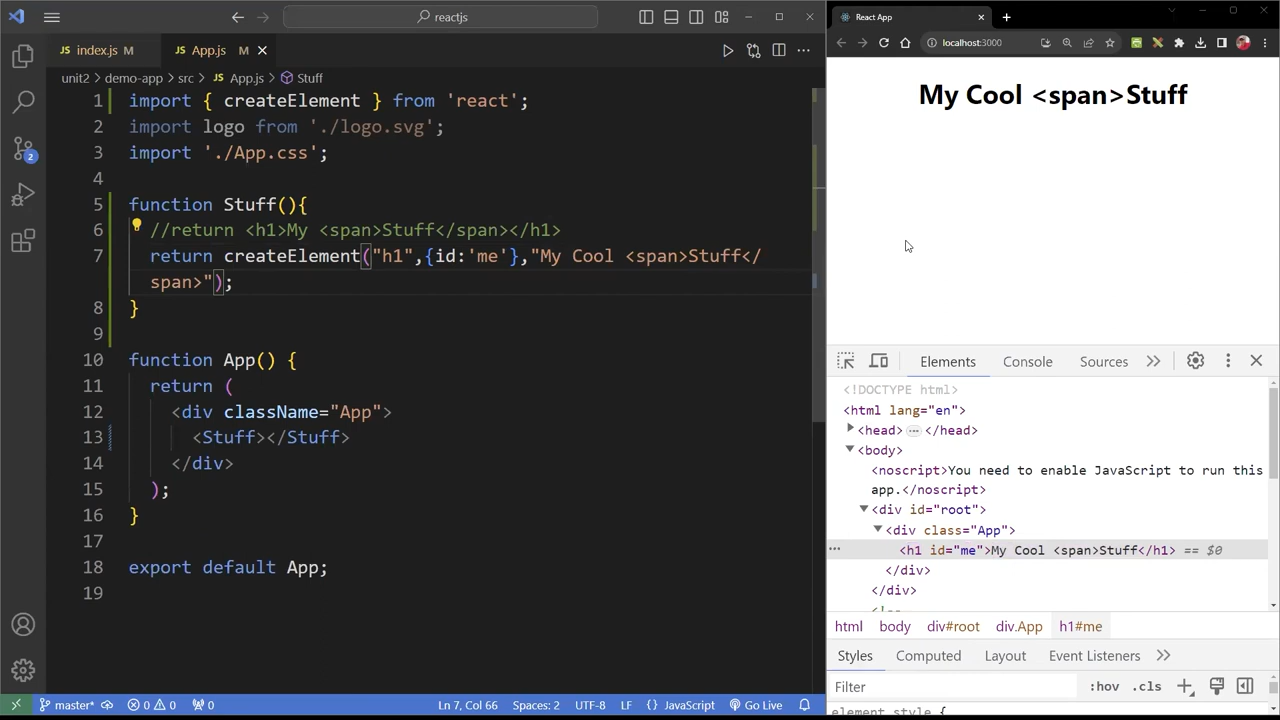 reactjs
index.js M
App.js M
unit2 > demo-app > src > JS App.js > Stuff
1 import { createElement } from 'react';
2 import logo from './logo.svg';
3 import './App.css';
4
5 function Stuff(){
6 //return <h1>My <span>Stuff</span></h1>
7 return createElement("h1",{id:'me'},"My Cool <span>Stuff</
span>");
8 }
9
10 function App() {
11 return (
12 <div className="App">
13 <Stuff></Stuff>
14 </div>
15 );
16 }
17
18 export default App;
19
2
master* 0 0 0 Ln 7, Col 66 Spaces: 2 UTF-8 LF {} JavaScript Go Live
React App
localhost:3000
My Cool <span>Stuff
Elements Console Sources
<!DOCTYPE html>
<html lang="en">
<head> ··· </head>
<body>
<noscript>You need to enable JavaScript to run this
app.</noscript>
<div id="root">
<div class="App">
··· <h1 id="me">My Cool <span>Stuff</h1> == $0
</div>
</div>
<!--
html body div#root div.App h1#me
Styles Computed Layout Event Listeners
Filter :hov .cls
element.style {